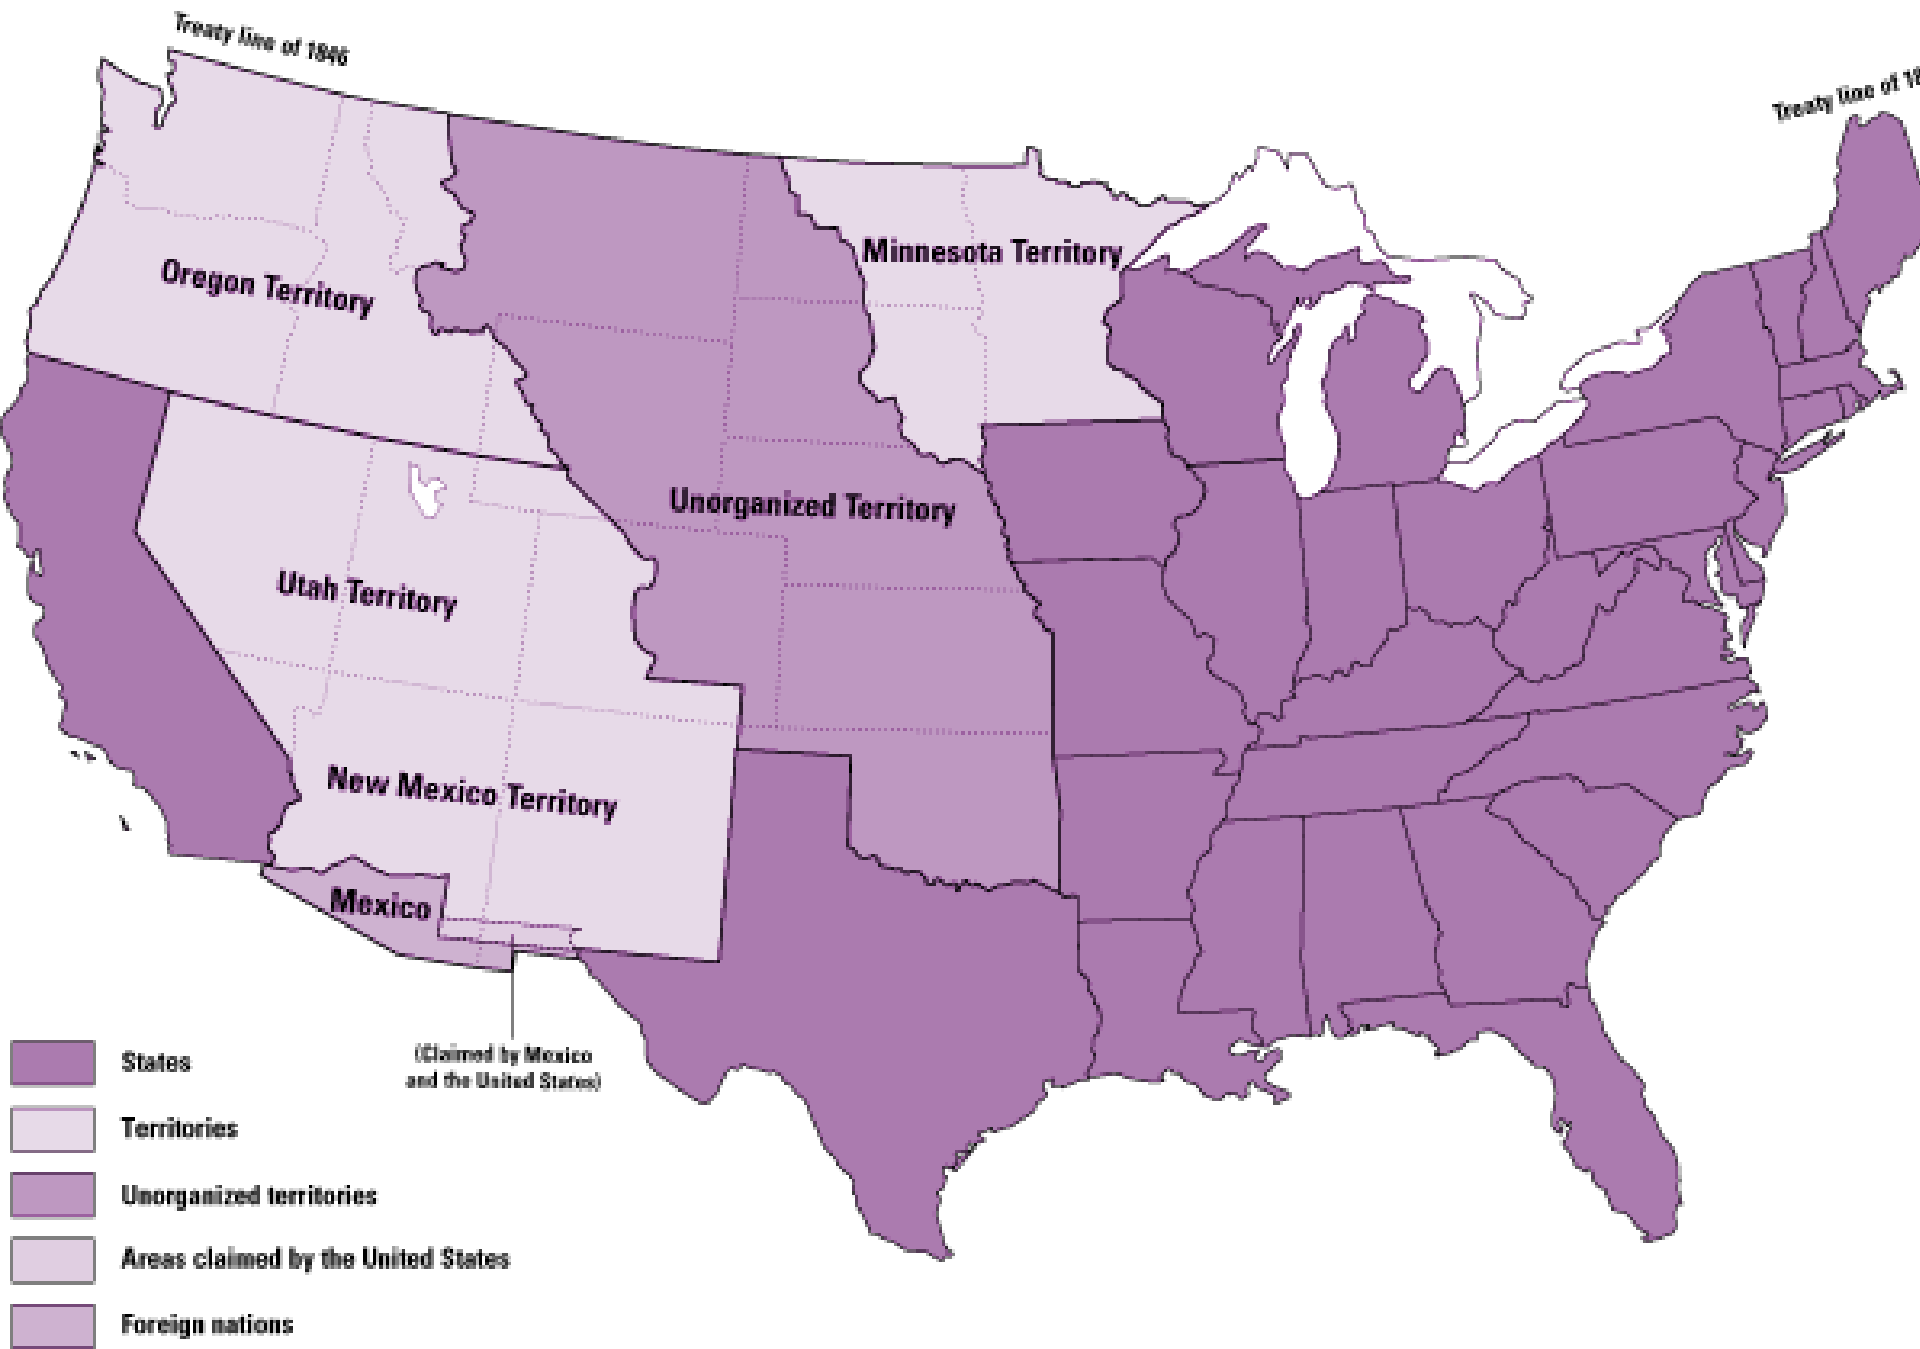 Treaty line of 1846
Treaty line of
Minnesota Territory
Oregon Territory
Unorganized Territory
Utah Territory
New Mexico Territory
Mexico
(Claimed by Mexico
and the United States)
States
Territories
Unorganized territories
Areas claimed by the United States
Foreign nations